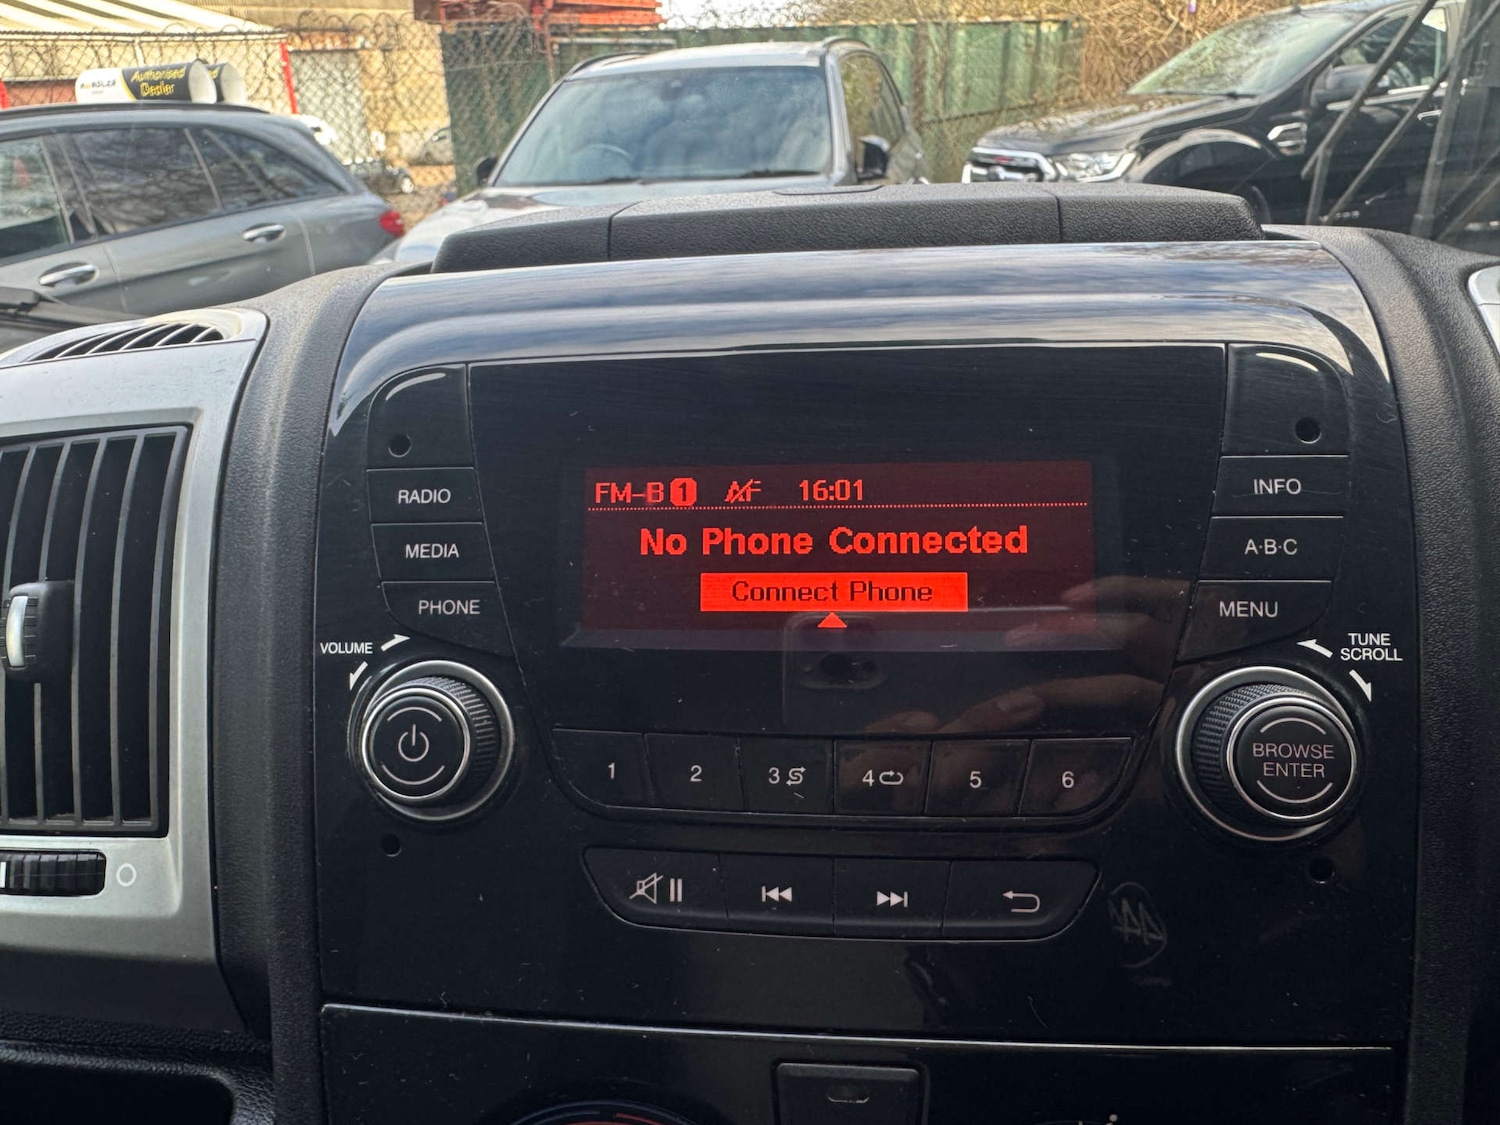 Authorised
Dealer
FM-B 1 AF 16:01
No Phone Connected
Connect Phone
RADIO
MEDIA
PHONE
INFO
A·B·C
MENU
VOLUME
TUNE
SCROLL
BROWSE
ENTER
1 2 3 4 5 6